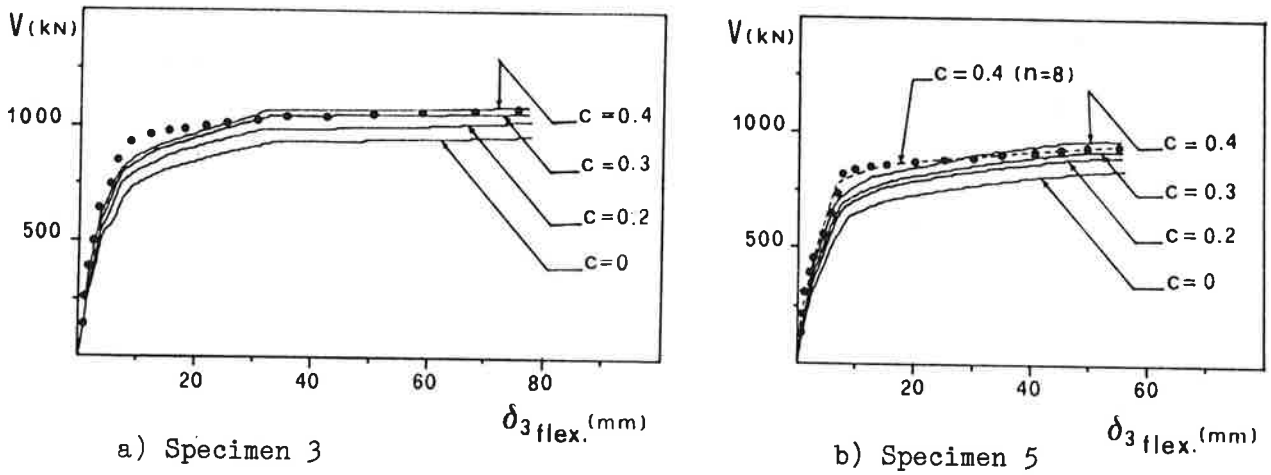 V (kN)
1000
500
C=0.4
C=0.3
C=0.2
C=0
20
40
60
80
δ3 flex. (mm)
a) Specimen 3
V (kN)
C=0.4 (n=8)
1000
500
C=0.4
C=0.3
C=0.2
C=0
20
40
60
δ3 flex. (mm)
b) Specimen 5